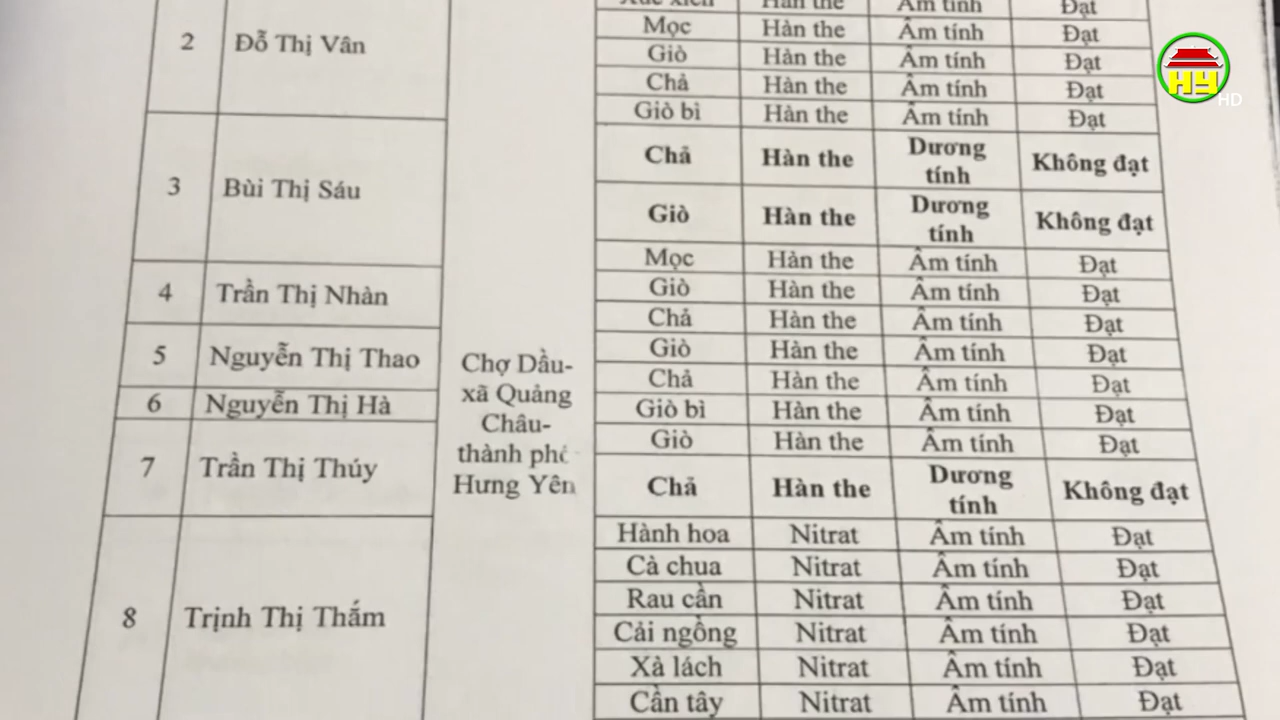 Xúc xích Hàn the Âm tính Đạt
2 Đỗ Thị Vân Mọc Hàn the Âm tính Đạt
Giò Hàn the Âm tính Đạt
Chả Hàn the Âm tính Đạt
Giò bì Hàn the Âm tính Đạt
3 Bùi Thị Sáu Chả Hàn the Dương tính Không đạt
Giò Hàn the Dương tính Không đạt
Mọc Hàn the Âm tính Đạt
4 Trần Thị Nhàn Giò Hàn the Âm tính Đạt
Chả Hàn the Âm tính Đạt
5 Nguyễn Thị Thao Giò Hàn the Âm tính Đạt
Chả Hàn the Âm tính Đạt
6 Nguyễn Thị Hà Giò bì Hàn the Âm tính Đạt
7 Trần Thị Thúy Giò Hàn the Âm tính Đạt
Chả Hàn the Dương tính Không đạt
Chợ Dầu-
xã Quảng
Châu-
thành phố
Hưng Yên
8 Trịnh Thị Thắm Hành hoa Nitrat Âm tính Đạt
Cà chua Nitrat Âm tính Đạt
Rau cần Nitrat Âm tính Đạt
Cải ngồng Nitrat Âm tính Đạt
Xà lách Nitrat Âm tính Đạt
Cần tây Nitrat Âm tính Đạt
HY
HD